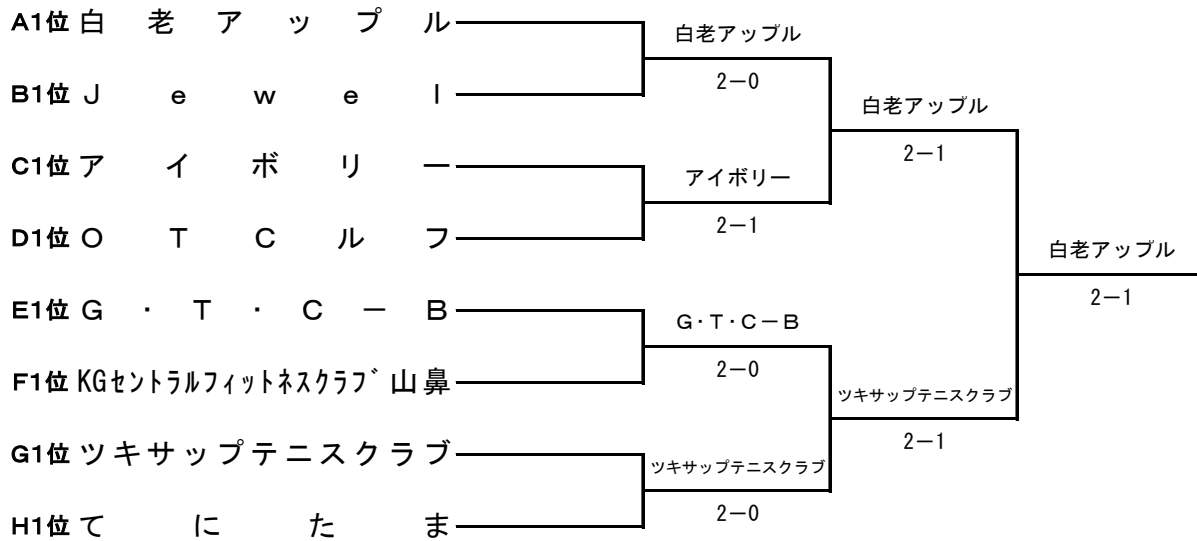 A1位 白老アップル
白老アップル
2-0
B1位 Jewel
白老アップル
2-1
C1位 アイボリー
アイボリー
2-1
D1位 OTCルフ
白老アップル
2-1
E1位 G・T・C-B
G・T・C-B
2-0
F1位 KGセントラルフィットネスクラブ山鼻
ツキサップテニスクラブ
2-1
G1位 ツキサップテニスクラブ
ツキサップテニスクラブ
2-0
H1位 てにたま